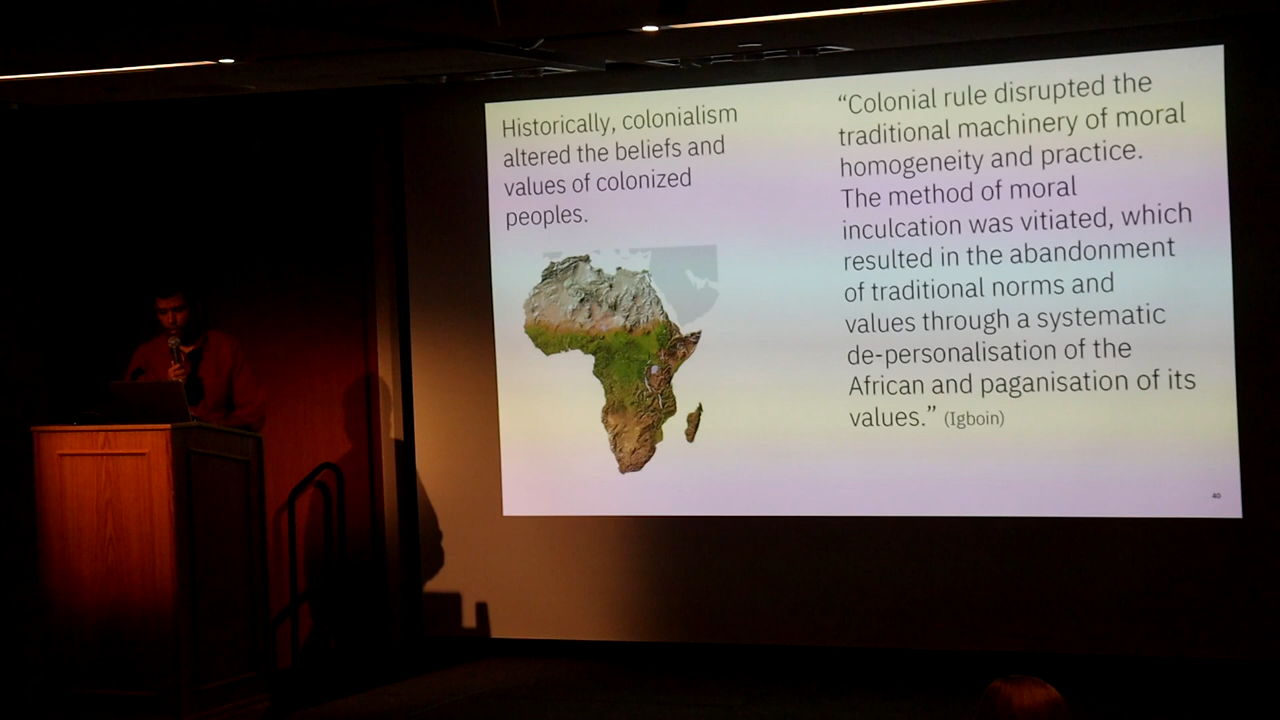 Historically, colonialism
altered the beliefs and
values of colonized
peoples.
“Colonial rule disrupted the
traditional machinery of moral
homogeneity and practice.
The method of moral
inculcation was vitiated, which
resulted in the abandonment
of traditional norms and
values through a systematic
de-personalisation of the
African and paganisation of its
values.” (Igboin)
40